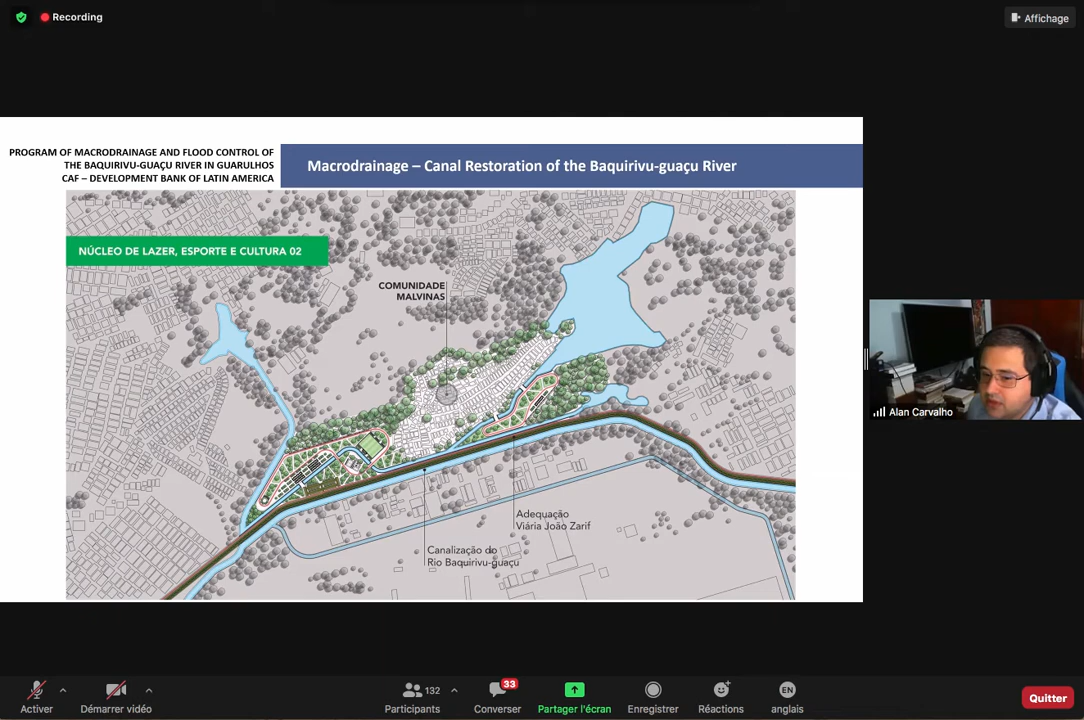 Recording
Affichage
PROGRAM OF MACRODRAINAGE AND FLOOD CONTROL OF
THE BAQUIRIVU-GUAÇU RIVER IN GUARULHOS
CAF – DEVELOPMENT BANK OF LATIN AMERICA
Macrodrainage – Canal Restoration of the Baquirivu-guaçu River
NÚCLEO DE LAZER, ESPORTE E CULTURA 02
COMUNIDADE
MALVINAS
Alan Carvalho
Adequação
Viária João Zarif
Canalização do
Rio Baquirivu-guaçu
33
132
EN
Activer
Démarrer vidéo
Participants
Converser
Partager l'écran
Enregistrer
Réactions
anglais
Quitter